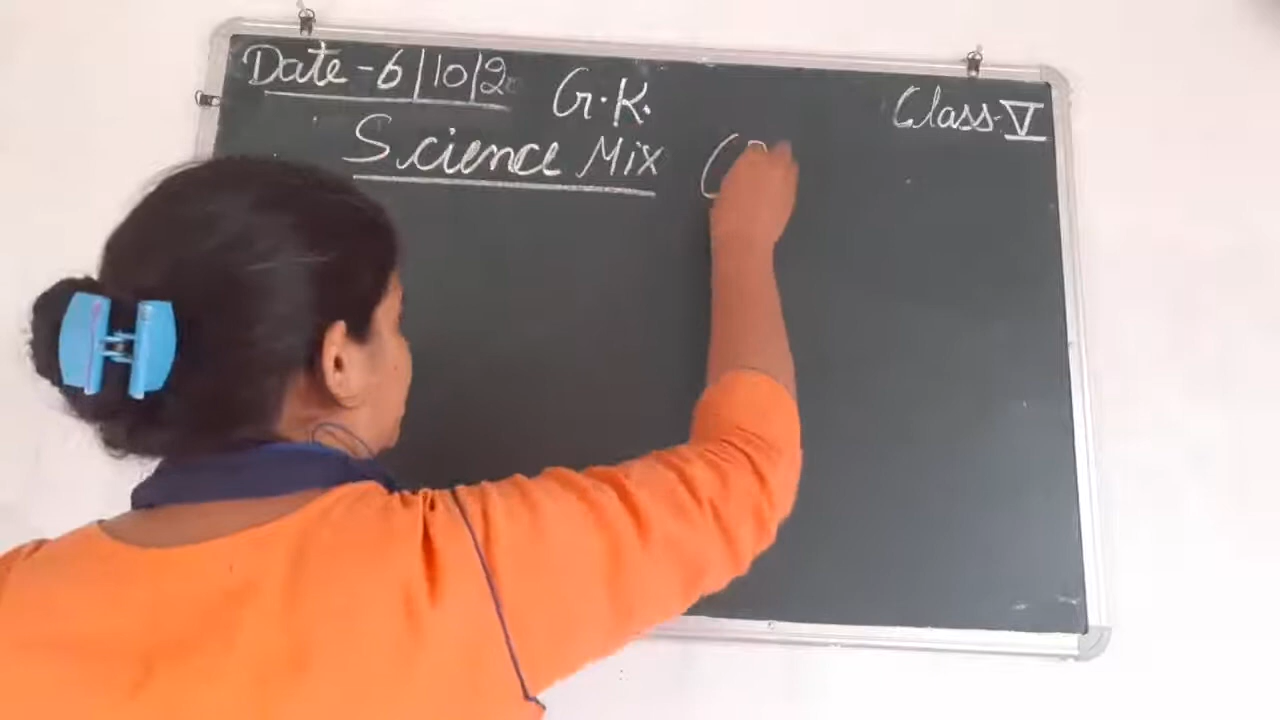 Date - 6/10/2
G.K.
Class-V
Science Mix (